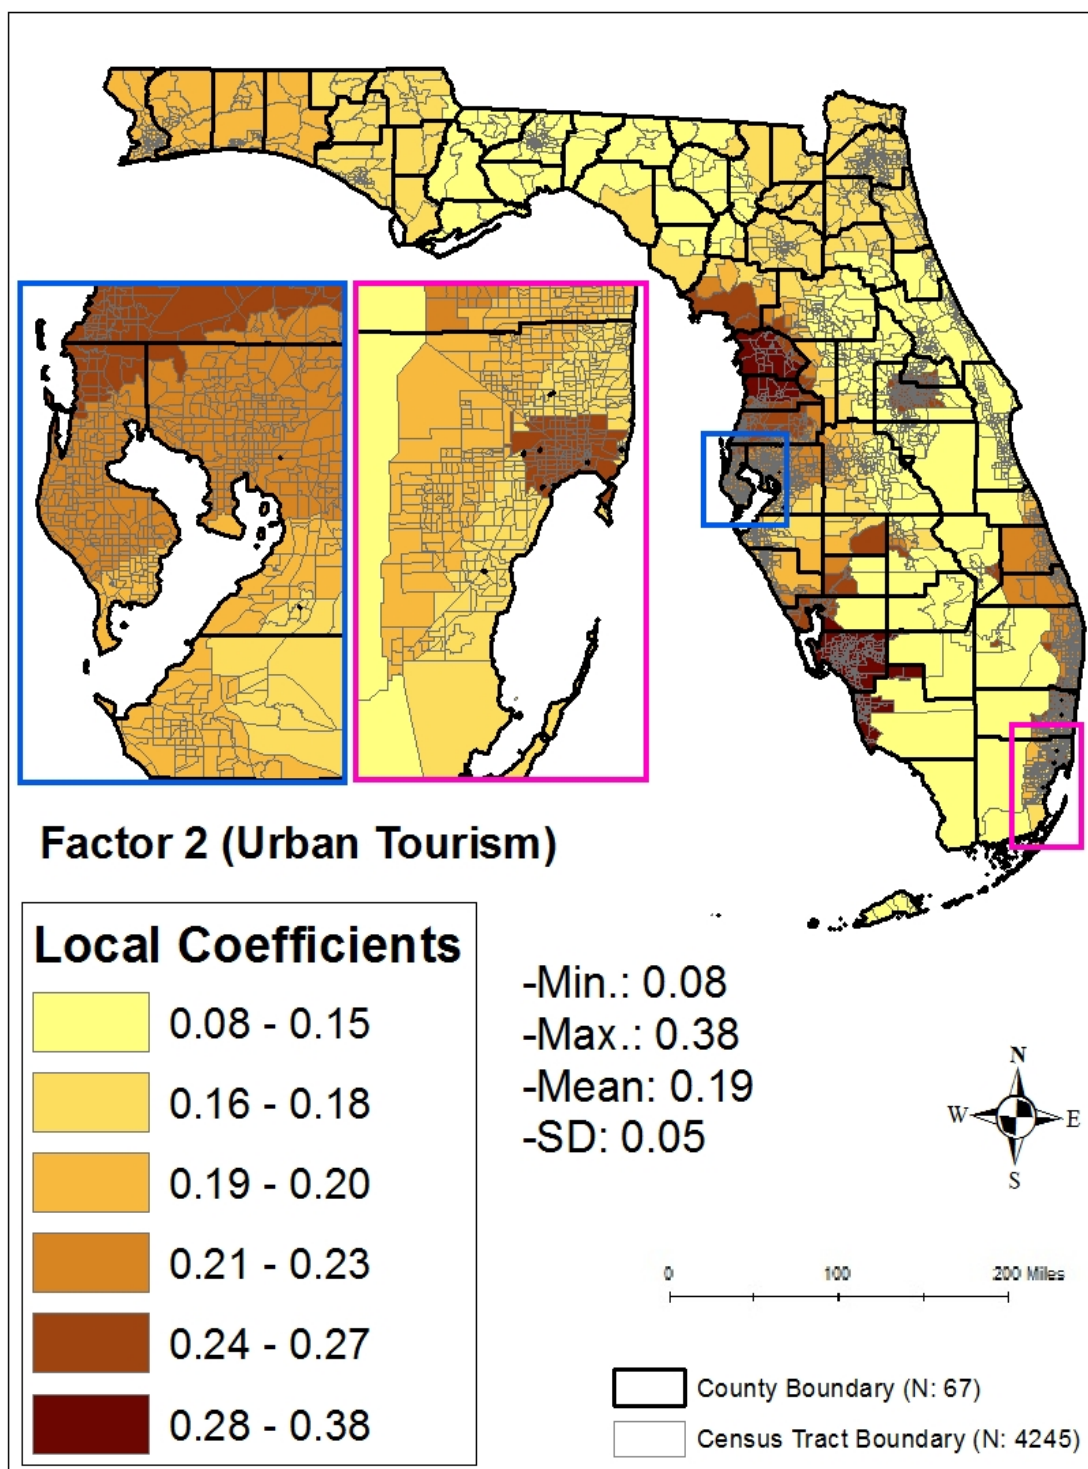 Factor 2 (Urban Tourism)
Local Coefficients
0.08 - 0.15
0.16 - 0.18
0.19 - 0.20
0.21 - 0.23
0.24 - 0.27
0.28 - 0.38
-Min.: 0.08
-Max.: 0.38
-Mean: 0.19
-SD: 0.05
N
W E
S
0 100 200 Miles
County Boundary (N: 67)
Census Tract Boundary (N: 4245)